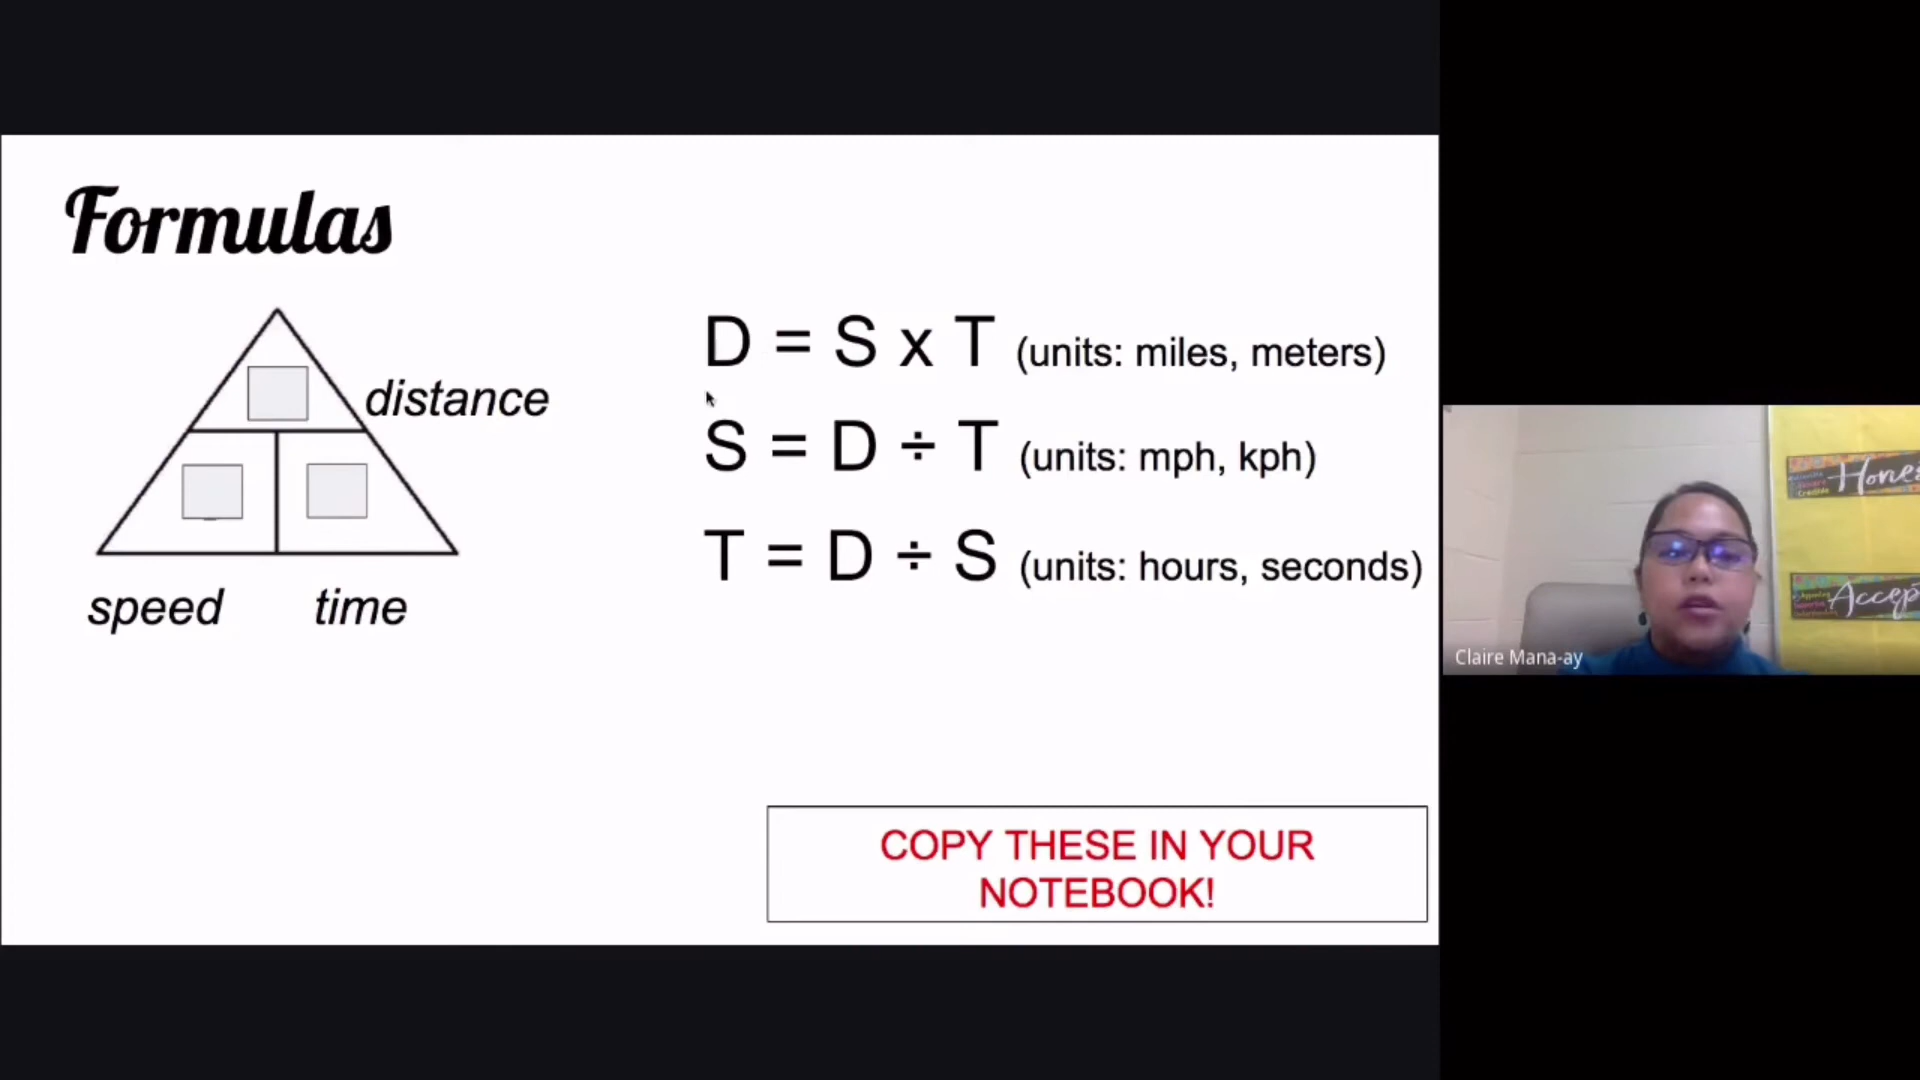 Formulas
distance
speed
time
D = S x T (units: miles, meters)
S = D ÷ T (units: mph, kph)
T = D ÷ S (units: hours, seconds)
COPY THESE IN YOUR
NOTEBOOK!
Claire Mana-ay